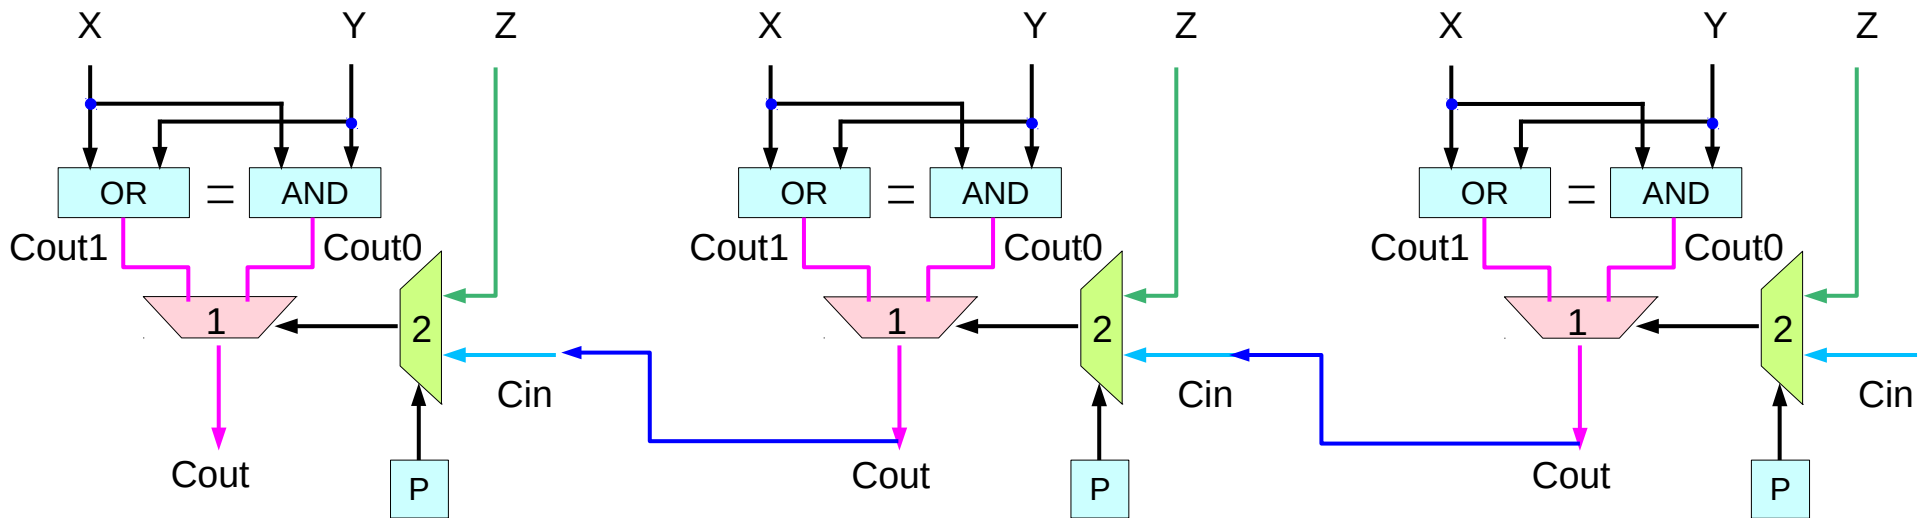 X Y Z X Y Z X Y Z
OR = AND OR = AND OR = AND
Cout1 Cout0 Cout1 Cout0 Cout1 Cout0
1 2 1 2 1 2
Cin Cin Cin
Cout Cout Cout
P P P